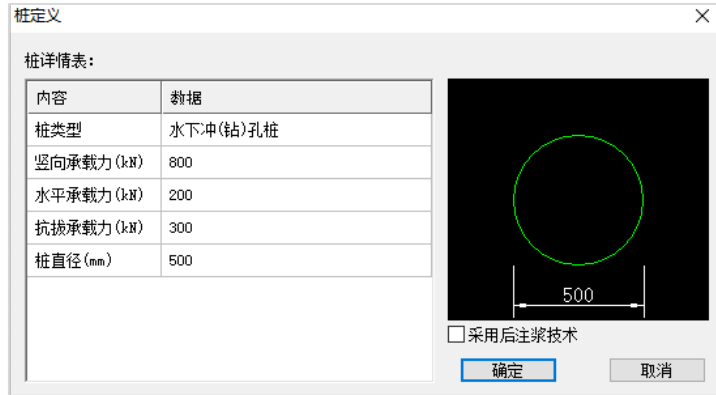 桩定义
桩详情表：
内容 数据
桩类型 水下冲(钻)孔桩
竖向承载力(kN) 800
水平承载力(kN) 200
抗拔承载力(kN) 300
桩直径(mm) 500
500
采用后注浆技术
确定 取消